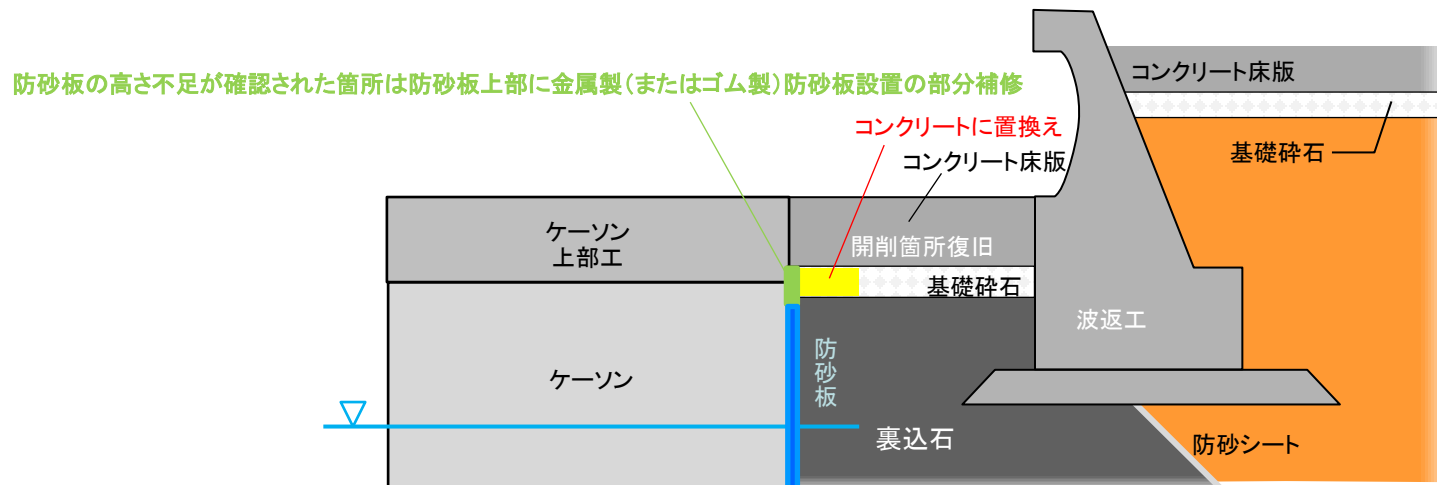 コンクリート床版
防砂板の高さ不足が確認された箇所は防砂板上部に金属製(またはゴム製)防砂板設置の部分補修
コンクリートに置換え
基礎砕石
コンクリート床版
ケーソン
上部工
開削箇所復旧
基礎砕石
波返工
防砂板
ケーソン
裏込石
防砂シート